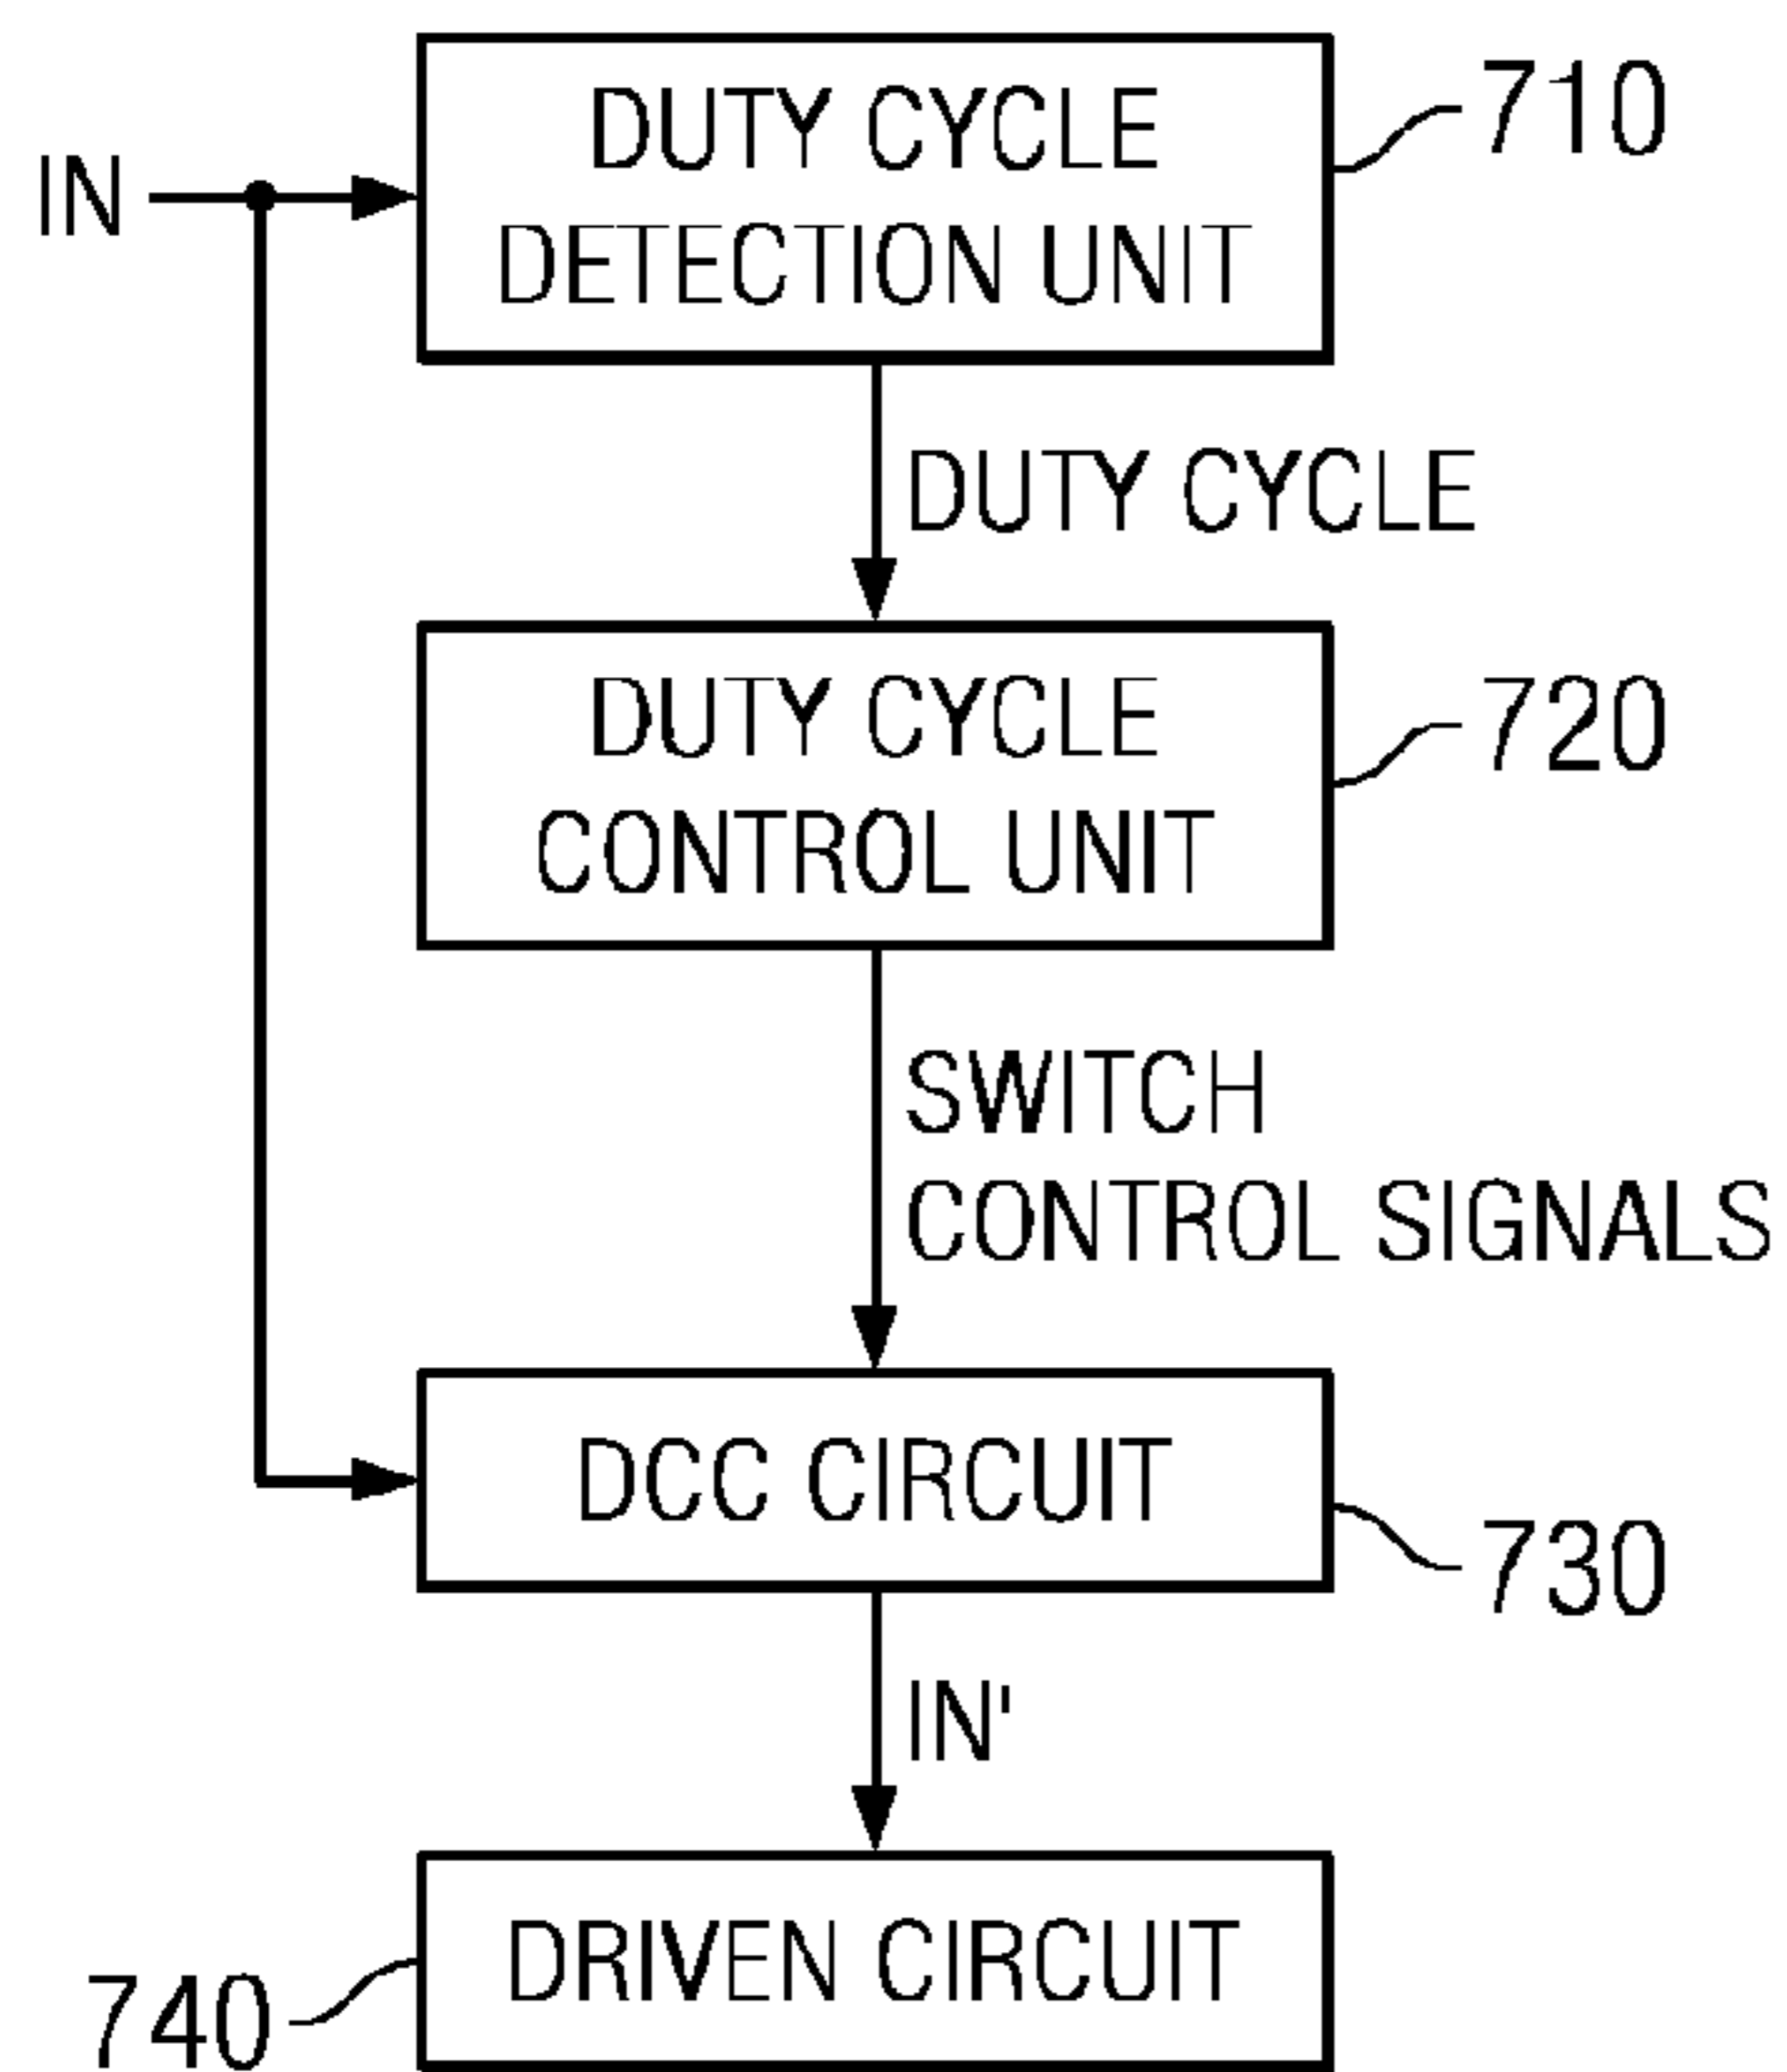 DUTY CYCLE
DETECTION UNIT
710
IN
DUTY CYCLE
DUTY CYCLE
CONTROL UNIT
720
SWITCH
CONTROL SIGNALS
DCC CIRCUIT
730
IN'
DRIVEN CIRCUIT
740